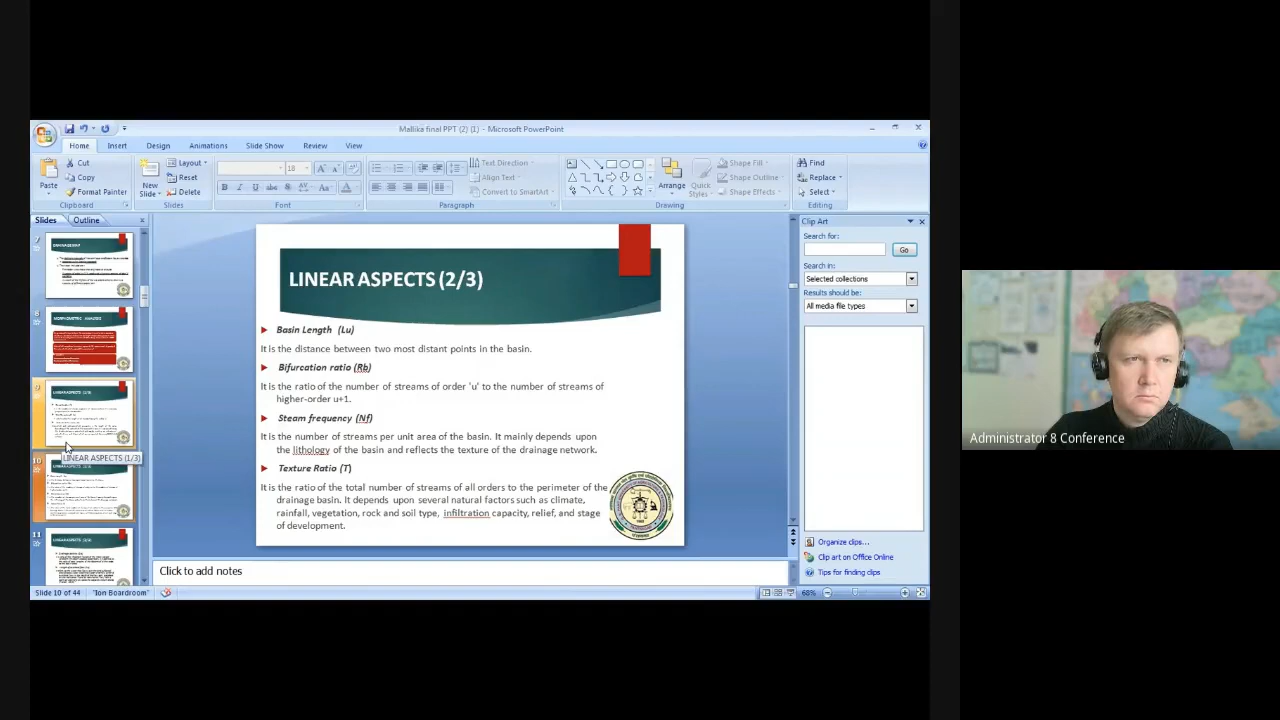 Mallika final PPT (2) (1) - Microsoft PowerPoint
Home Insert Design Animations Slide Show Review View
Cut
Copy
Format Painter
Paste
Clipboard
New Slide
Layout
Reset
Delete
Slides
18
Font
Text Direction
Align Text
Convert to SmartArt
Paragraph
Arrange
Quick Styles
Shape Fill
Shape Outline
Shape Effects
Drawing
Find
Replace
Select
Editing
Slides Outline
7
8
9
LINEAR ASPECTS (1/3)
10
11
LINEAR ASPECTS (2/3)
Basin Length (Lu)
It is the distance between two most distant points in the basin.
Bifurcation ratio (Rb)
It is the ratio of the number of streams of order 'u' to the number of streams of
higher-order u+1.
Steam frequency (Nf)
It is the number of streams per unit area of the basin. It mainly depends upon
the lithology of the basin and reflects the texture of the drainage network.
Texture Ratio (T)
It is the ratio of the total number of streams of all orders to the perimeter of the
drainage basin. It depends upon several natural factors such as climate,
rainfall, vegetation, rock and soil type, infiltration capacity, relief, and stage
of development.
Click to add notes
Clip Art
Search for:
Go
Search in:
Selected collections
Results should be:
All media file types
Organize clips...
Clip art on Office Online
Tips for finding clips
Slide 10 of 44 "Ion Boardroom"
68%
Administrator 8 Conference